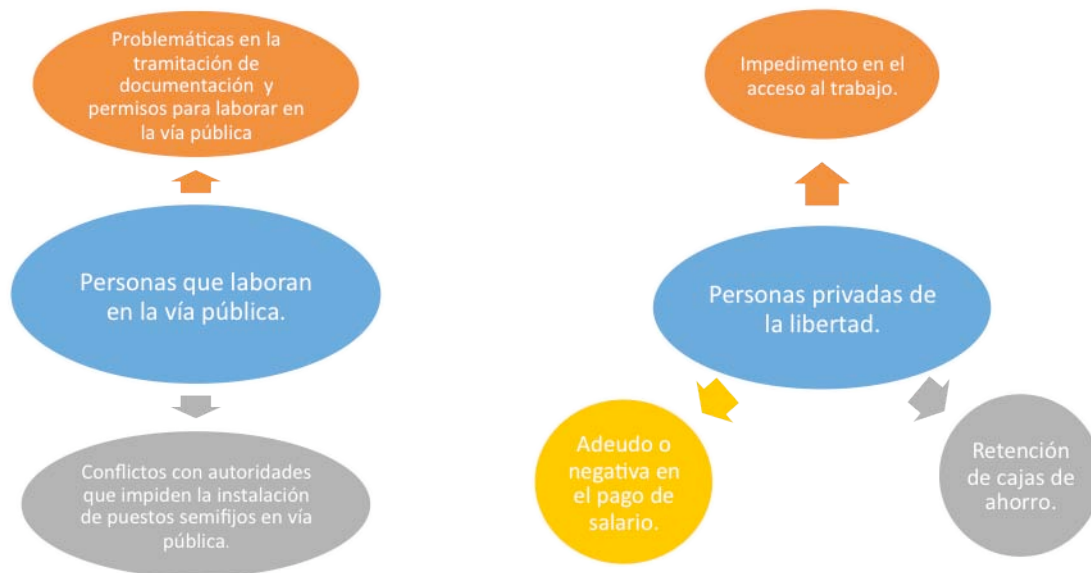 Problemáticas en la
tramitación de
documentación y
permisos para laborar en
la vía pública
Personas que laboran
en la vía pública.
Conflictos con autoridades
que impiden la instalación
de puestos semifijos en vía
pública.
Impedimento en el
acceso al trabajo.
Personas privadas de
la libertad.
Adeudo o
negativa en
el pago de
salario.
Retención
de cajas de
ahorro.